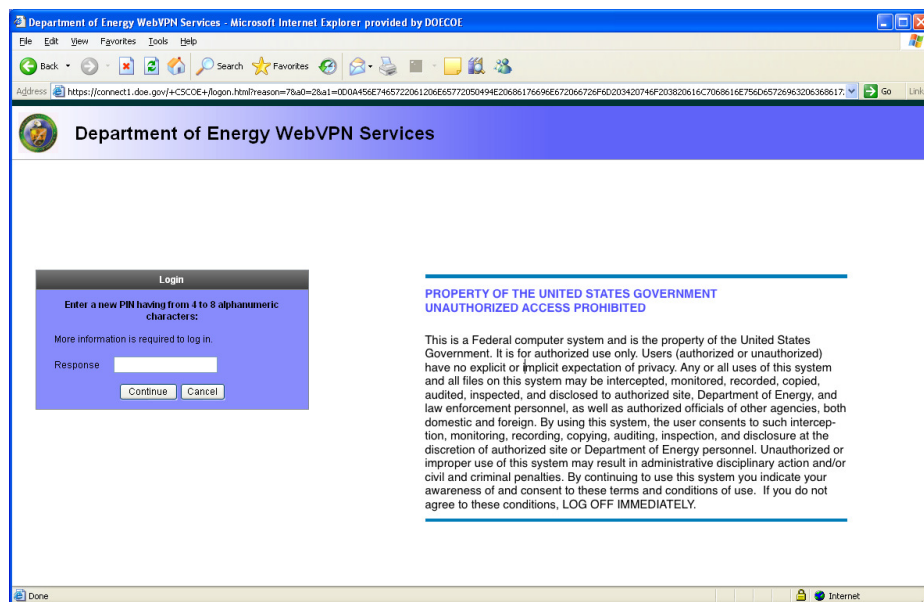 Department of Energy WebVPN Services - Microsoft Internet Explorer provided by DOECOE
File Edit View Favorites Tools Help
Back Search Favorites
Address https://connect1.doe.gov/+CSCOE+/logon.html?reason=7&a0=2&a1=0D0A456E7465722061206E65772050494E20686176696E672066726F6D203420746F203820616C7068616E756D65726963206368617: Go Link
Department of Energy WebVPN Services
Login
Enter a new PIN having from 4 to 8 alphanumeric
characters:
More information is required to log in.
Response
Continue Cancel
PROPERTY OF THE UNITED STATES GOVERNMENT
UNAUTHORIZED ACCESS PROHIBITED
This is a Federal computer system and is the property of the United States
Government. It is for authorized use only. Users (authorized or unauthorized)
have no explicit or implicit expectation of privacy. Any or all uses of this system
and all files on this system may be intercepted, monitored, recorded, copied,
audited, inspected, and disclosed to authorized site, Department of Energy, and
law enforcement personnel, as well as authorized officials of other agencies, both
domestic and foreign. By using this system, the user consents to such intercep-
tion, monitoring, recording, copying, auditing, inspection, and disclosure at the
discretion of authorized site or Department of Energy personnel. Unauthorized or
improper use of this system may result in administrative disciplinary action and/or
civil and criminal penalties. By continuing to use this system you indicate your
awareness of and consent to these terms and conditions of use. If you do not
agree to these conditions, LOG OFF IMMEDIATELY.
Done Internet